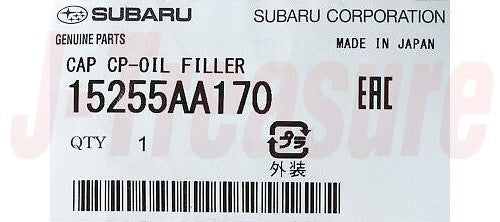 SUBARU SUBARU CORPORATION
GENUINE PARTS MADE IN JAPAN
CAP CP-OIL FILLER
15255AA170 EAC
QTY 1 プラ
外装
J-Treasure